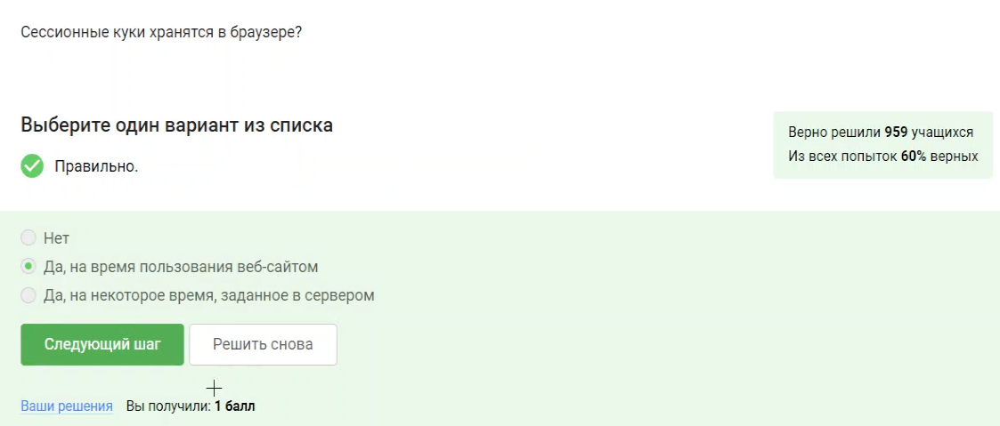 Сессионные куки хранятся в браузере?
Выберите один вариант из списка
Верно решили 959 учащихся
Из всех попыток 60% верных
Правильно.
Нет
Да, на время пользования веб-сайтом
Да, на некоторое время, заданное в сервером
Следующий шаг
Решить снова
Ваши решения Вы получили: 1 балл